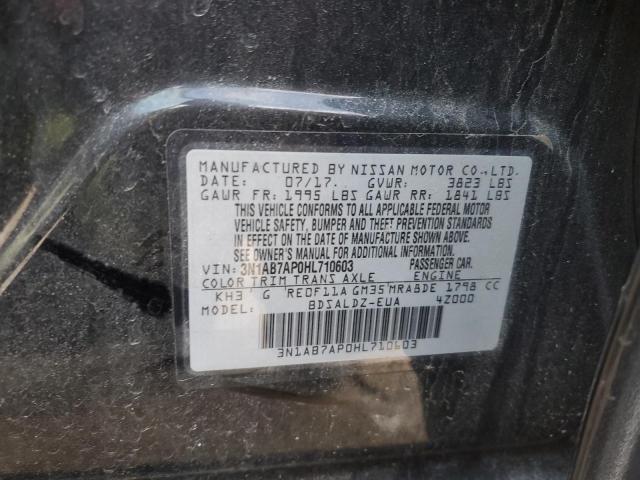 MANUFACTURED BY NISSAN MOTOR CO.,LTD.
DATE: 07/17. GVWR: 3823 LBS
GAWR FR: 1995 LBS GAWR RR: 1841 LBS
THIS VEHICLE CONFORMS TO ALL APPLICABLE FEDERAL MOTOR
VEHICLE SAFETY, BUMPER AND THEFT PREVENTION STANDARDS
IN EFFECT ON THE DATE OF MANUFACTURE SHOWN ABOVE.
SEE OWNER'S MANUAL FOR ADDITIONAL INFORMATION.
VIN: 3N1AB7AP0HL710603 PASSENGER CAR.
COLOR TRIM TRANS AXLE ENGINE
KH3 G RE0F11A GM35 MRA8DE 1798 CC
BDSALDZ-EUA 4Z000
3N1AB7AP0HL710603